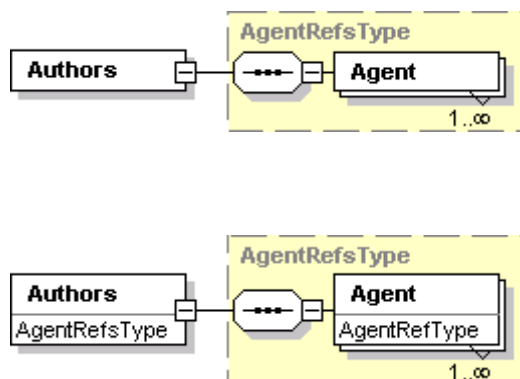 AgentRefsType
Authors
Agent
1..∞
AgentRefsType
Authors
Agent
AgentRefsType
AgentRefType
1..∞